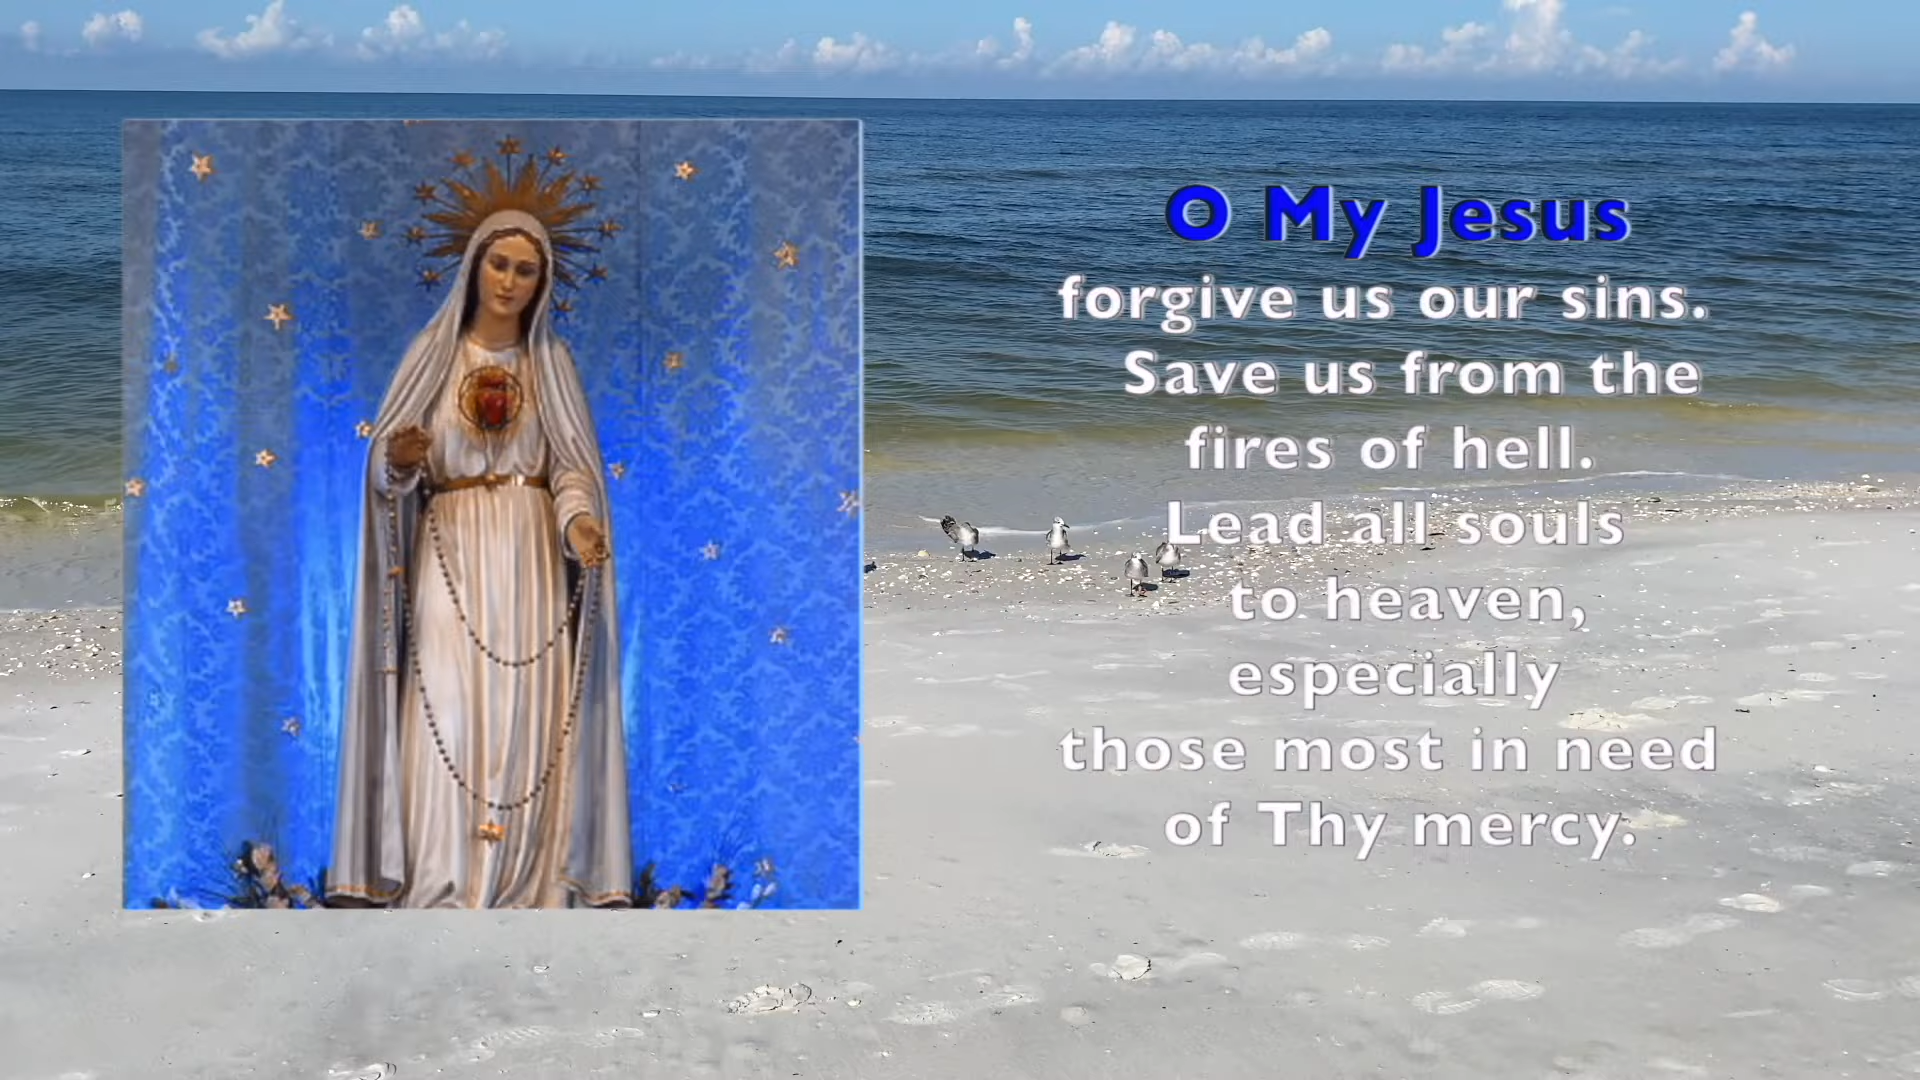 O My Jesus
forgive us our sins.
Save us from the
fires of hell.
Lead all souls
to heaven,
especially
those most in need
of Thy mercy.